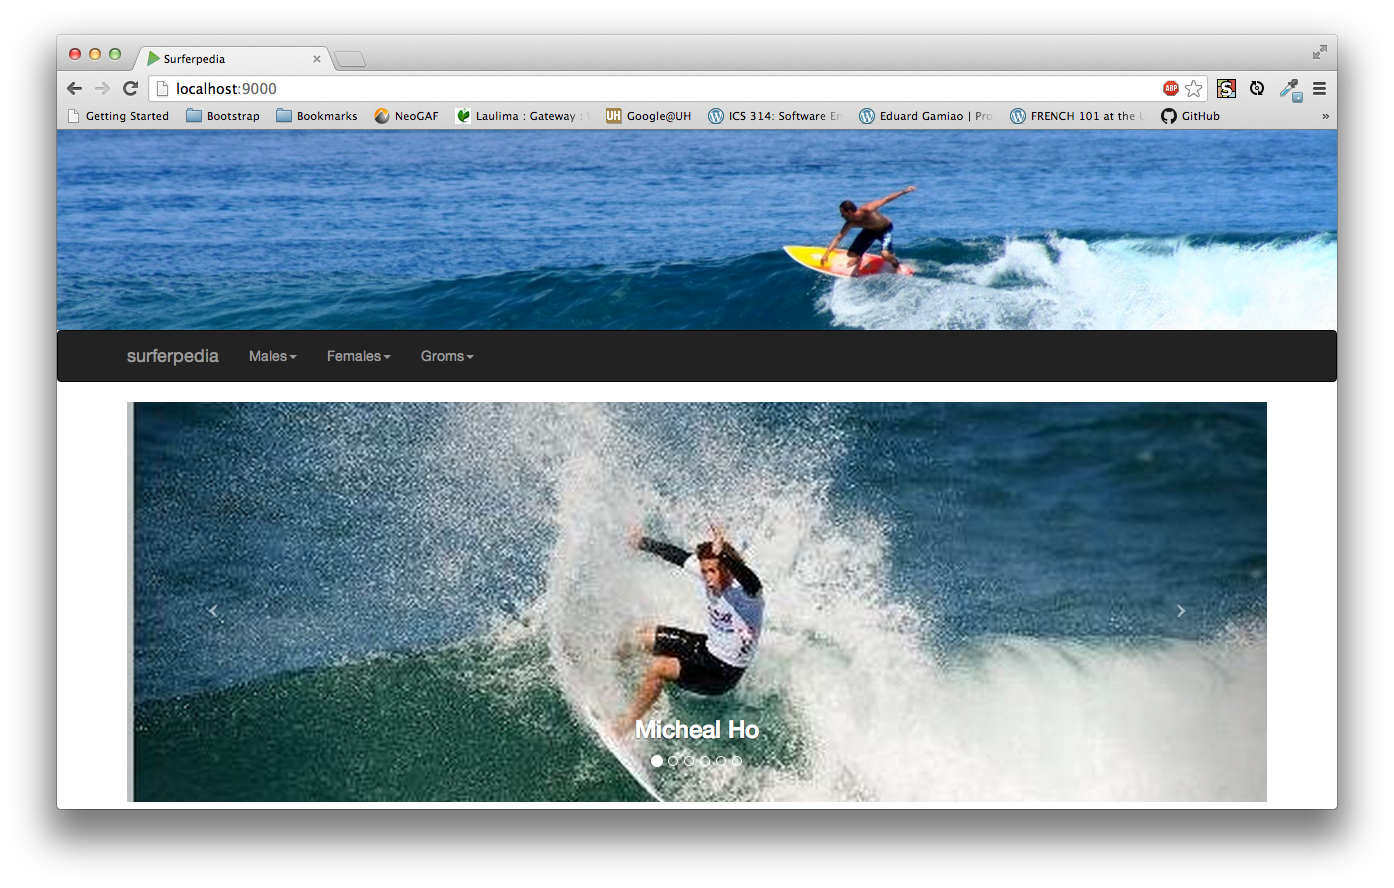 Surferpedia
localhost:9000
ABP
S
Getting Started Bootstrap Bookmarks NeoGAF Laulima : Gateway : UH Google@UH ICS 314: Software En Eduard Gamiao | Pro FRENCH 101 at the GitHub »
surferpedia Males Females Groms
Micheal Ho